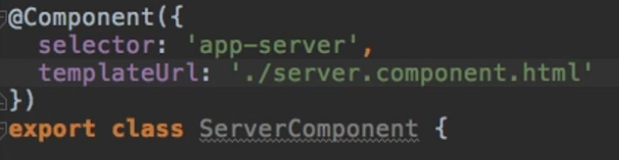 @Component({
  selector: 'app-server',
  templateUrl: './server.component.html'
})
export class ServerComponent {